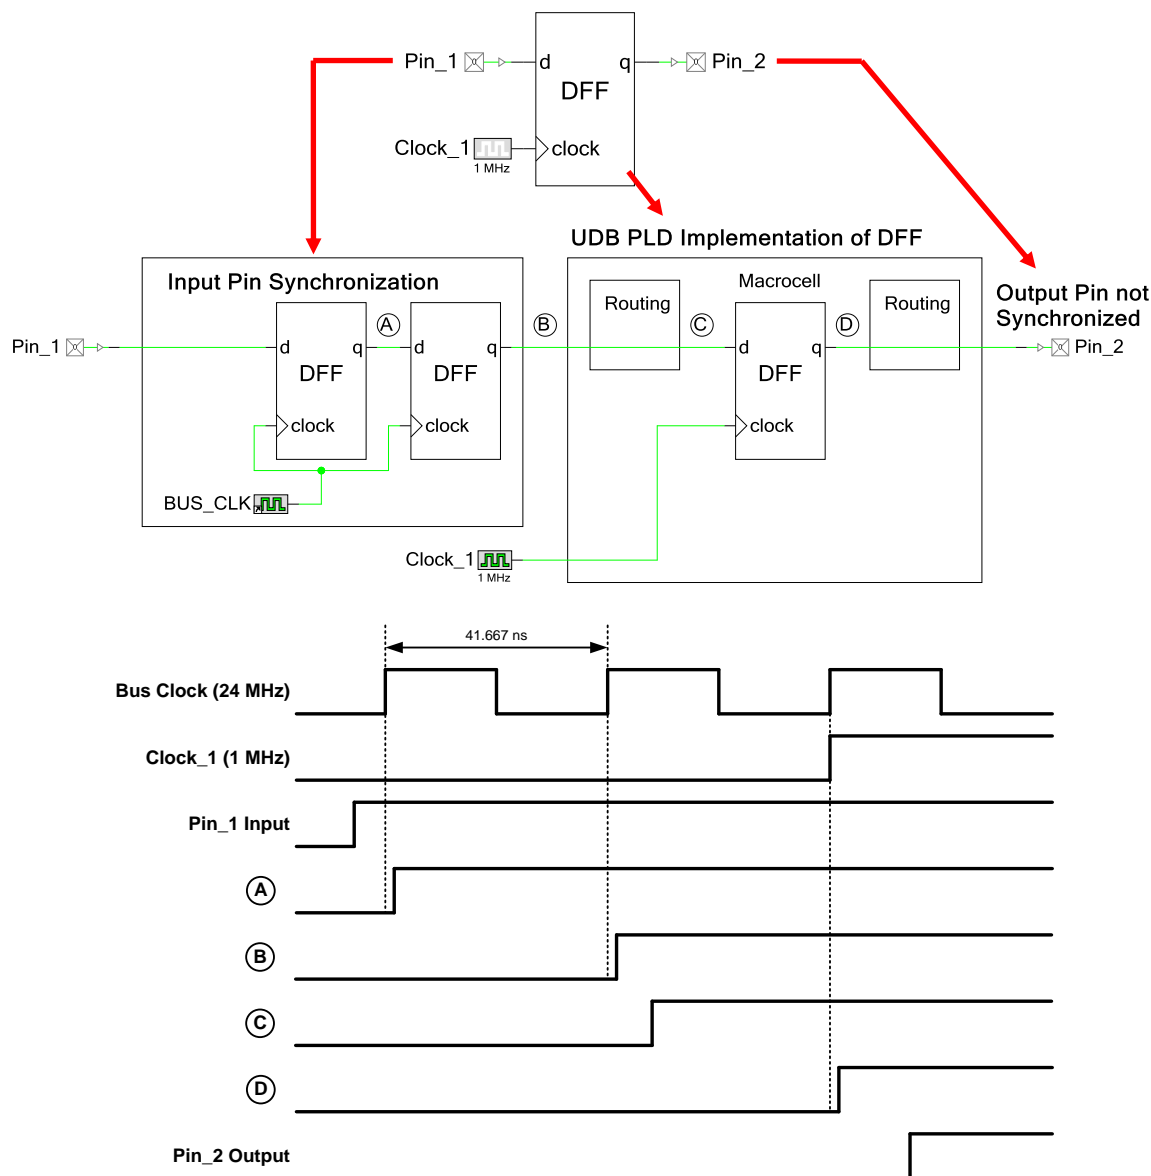 Pin_1
d
q
Pin_2
DFF
Clock_1
1 MHz
clock
UDB PLD Implementation of DFF
Input Pin Synchronization
Macrocell
Routing
Routing
Output Pin not
Synchronized
A
B
C
D
Pin_1
d
q
d
q
d
q
Pin_2
DFF
DFF
DFF
clock
clock
clock
BUS_CLK
Clock_1
1 MHz
41.667 ns
Bus Clock (24 MHz)
Clock_1 (1 MHz)
Pin_1 Input
A
B
C
D
Pin_2 Output